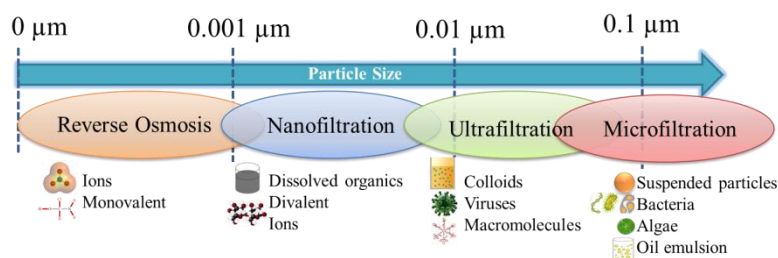 0 µm 0.001 µm 0.01 µm 0.1 µm
Particle Size
Reverse Osmosis Nanofiltration Ultrafiltration Microfiltration
Ions
Monovalent
Dissolved organics
Divalent
Ions
Colloids
Viruses
Macromolecules
Suspended particles
Bacteria
Algae
Oil emulsion